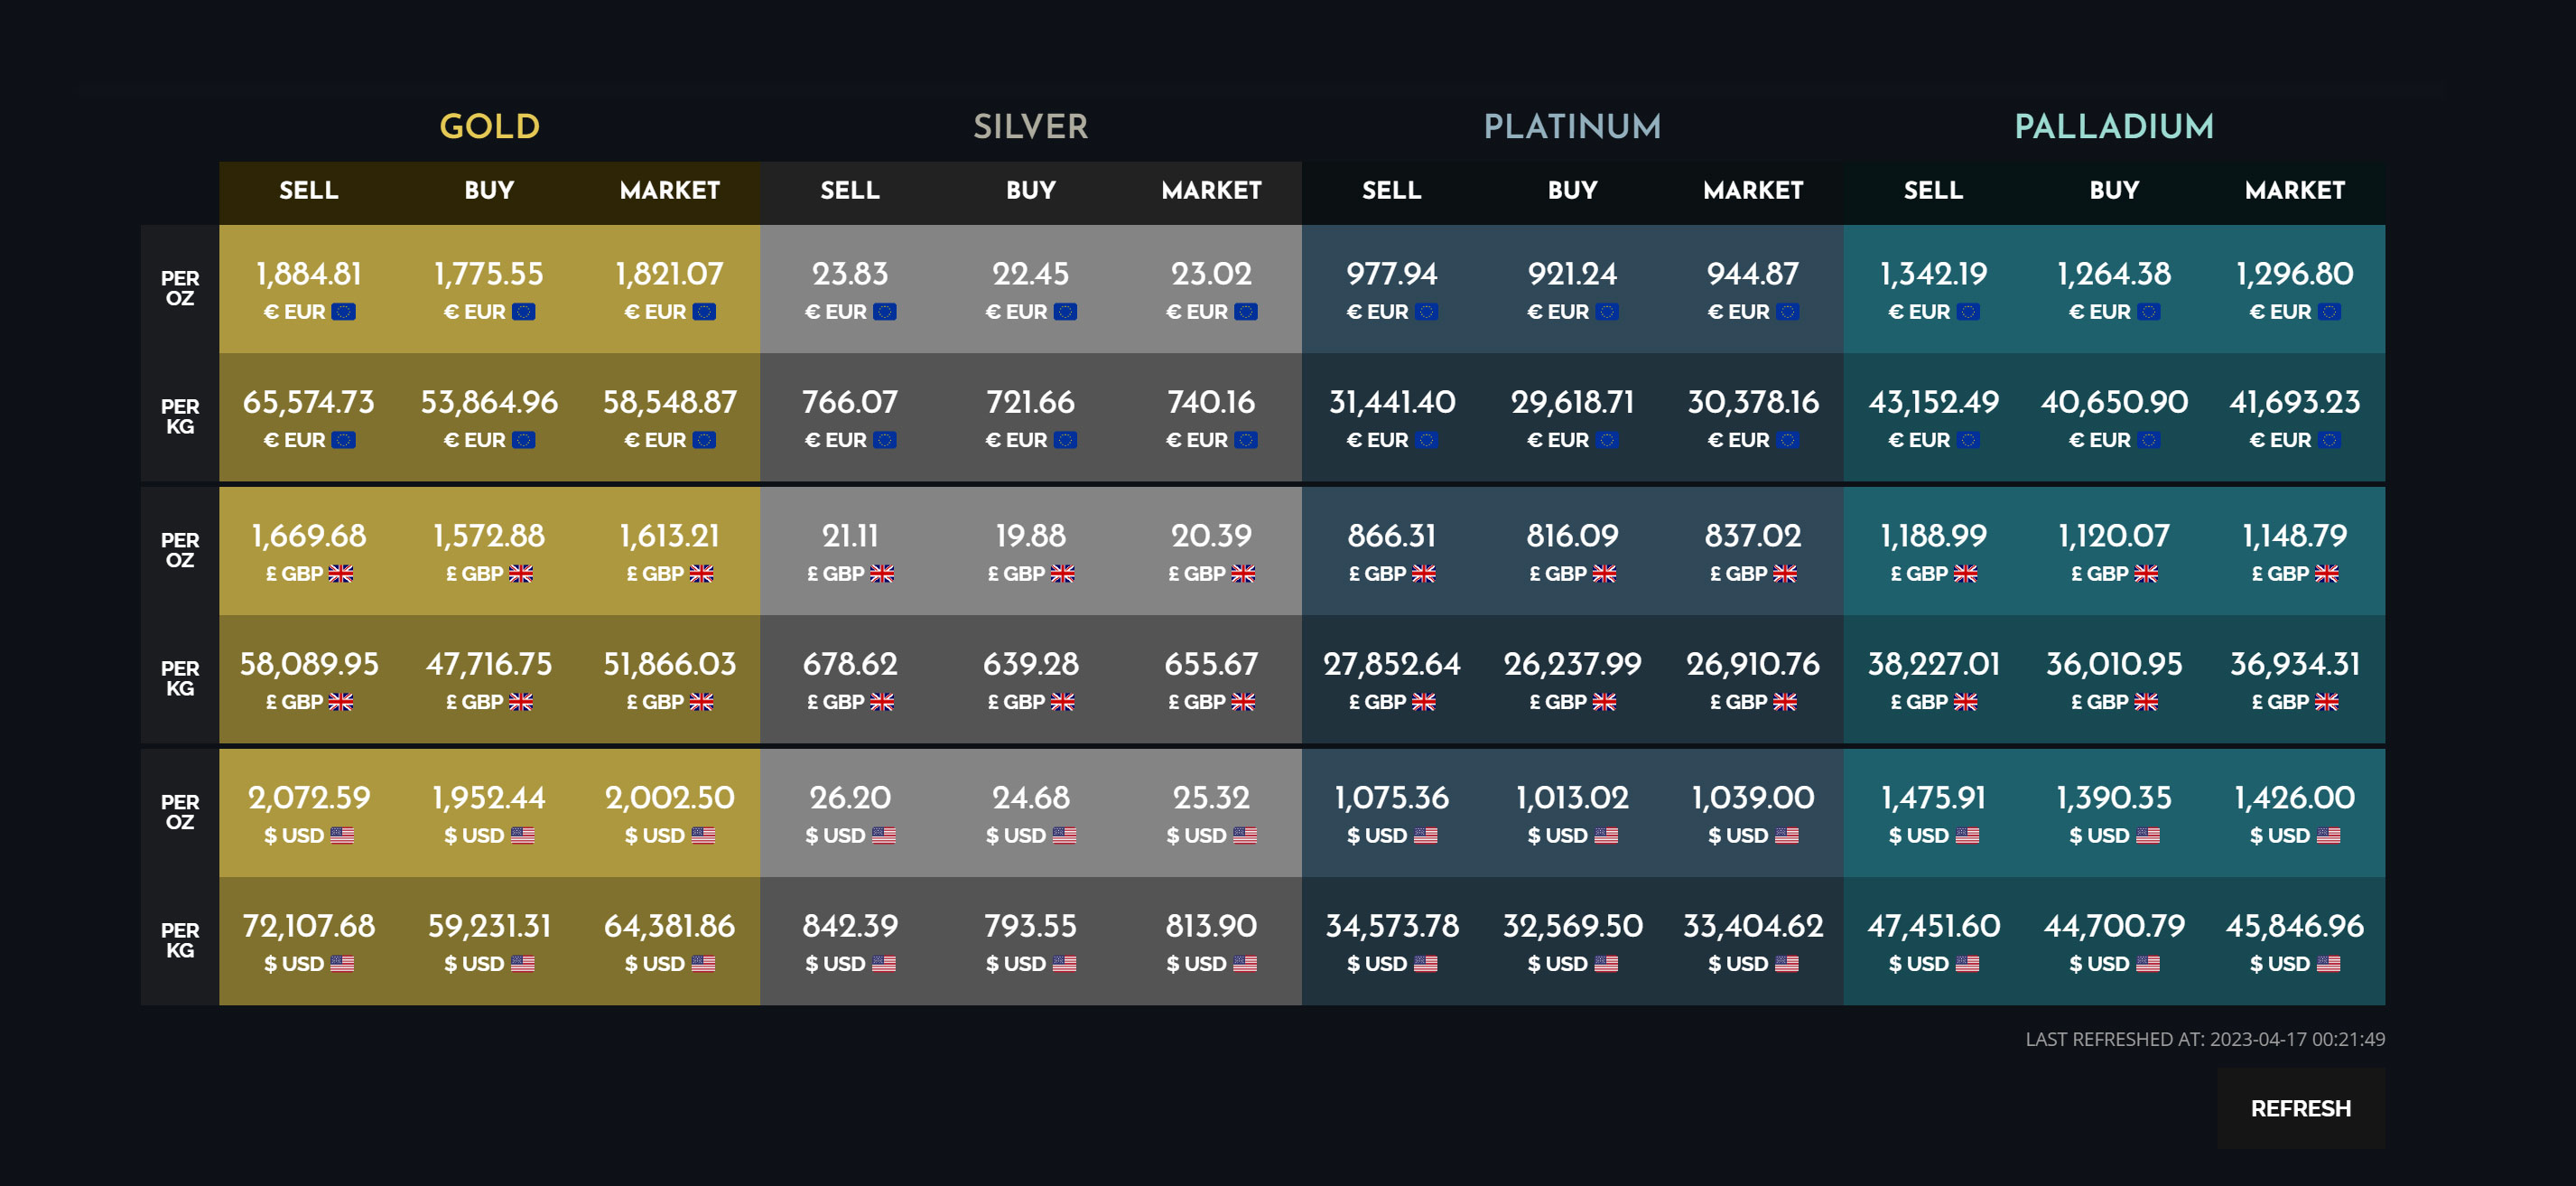 GOLD SILVER PLATINUM PALLADIUM
SELL BUY MARKET SELL BUY MARKET SELL BUY MARKET SELL BUY MARKET
PER OZ 1,884.81 1,775.55 1,821.07 23.83 22.45 23.02 977.94 921.24 944.87 1,342.19 1,264.38 1,296.80
€ EUR € EUR € EUR € EUR € EUR € EUR € EUR € EUR € EUR € EUR € EUR € EUR
PER KG 65,574.73 53,864.96 58,548.87 766.07 721.66 740.16 31,441.40 29,618.71 30,378.16 43,152.49 40,650.90 41,693.23
€ EUR € EUR € EUR € EUR € EUR € EUR € EUR € EUR € EUR € EUR € EUR € EUR
PER OZ 1,669.68 1,572.88 1,613.21 21.11 19.88 20.39 866.31 816.09 837.02 1,188.99 1,120.07 1,148.79
£ GBP £ GBP £ GBP £ GBP £ GBP £ GBP £ GBP £ GBP £ GBP £ GBP £ GBP £ GBP
PER KG 58,089.95 47,716.75 51,866.03 678.62 639.28 655.67 27,852.64 26,237.99 26,910.76 38,227.01 36,010.95 36,934.31
£ GBP £ GBP £ GBP £ GBP £ GBP £ GBP £ GBP £ GBP £ GBP £ GBP £ GBP £ GBP
PER OZ 2,072.59 1,952.44 2,002.50 26.20 24.68 25.32 1,075.36 1,013.02 1,039.00 1,475.91 1,390.35 1,426.00
$ USD $ USD $ USD $ USD $ USD $ USD $ USD $ USD $ USD $ USD $ USD $ USD
PER KG 72,107.68 59,231.31 64,381.86 842.39 793.55 813.90 34,573.78 32,569.50 33,404.62 47,451.60 44,700.79 45,846.96
$ USD $ USD $ USD $ USD $ USD $ USD $ USD $ USD $ USD $ USD $ USD $ USD
LAST REFRESHED AT: 2023-04-17 00:21:49
REFRESH